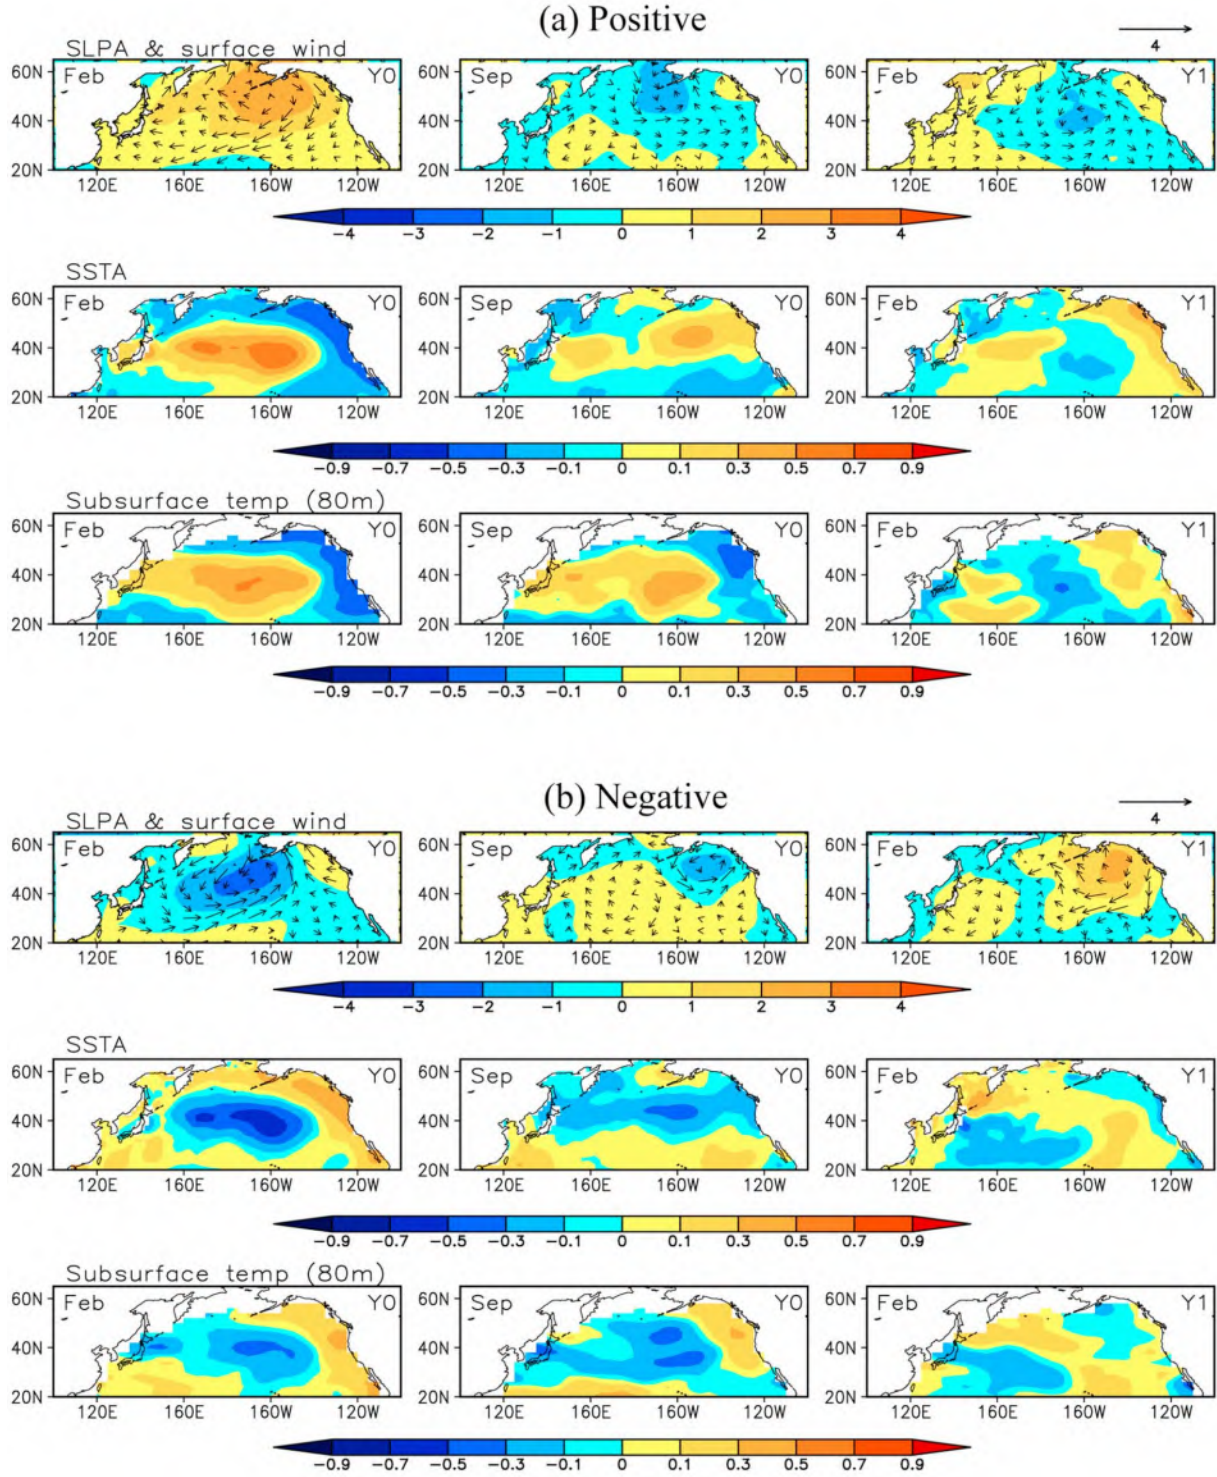 (a) Positive
SLPA & surface wind
4
60N Feb Y0 Sep Y0 Feb Y1
40N 40N 40N
20N 20N 20N
120E 160E 160W 120W 120E 160E 160W 120W 120E 160E 160W 120W
-4 -3 -2 -1 0 1 2 3 4
SSTA
60N Feb Y0 60N Sep Y0 60N Feb Y1
40N 40N 40N
20N 20N 20N
120E 160E 160W 120W 120E 160E 160W 120W 120E 160E 160W 120W
-0.9 -0.7 -0.5 -0.3 -0.1 0 0.1 0.3 0.5 0.7 0.9
Subsurface temp (80m)
60N Feb Y0 60N Sep Y0 60N Feb Y1
40N 40N 40N
20N 20N 20N
120E 160E 160W 120W 120E 160E 160W 120W 120E 160E 160W 120W
-0.9 -0.7 -0.5 -0.3 -0.1 0 0.1 0.3 0.5 0.7 0.9
(b) Negative
SLPA & surface wind
4
60N Feb Y0 60N Sep Y0 60N Feb Y1
40N 40N 40N
20N 20N 20N
120E 160E 160W 120W 120E 160E 160W 120W 120E 160E 160W 120W
-4 -3 -2 -1 0 1 2 3 4
SSTA
60N Feb Y0 60N Sep Y0 60N Feb Y1
40N 40N 40N
20N 20N 20N
120E 160E 160W 120W 120E 160E 160W 120W 120E 160E 160W 120W
-0.9 -0.7 -0.5 -0.3 -0.1 0 0.1 0.3 0.5 0.7 0.9
Subsurface temp (80m)
60N Feb Y0 60N Sep Y0 60N Feb Y1
40N 40N 40N
20N 20N 20N
120E 160E 160W 120W 120E 160E 160W 120W 120E 160E 160W 120W
-0.9 -0.7 -0.5 -0.3 -0.1 0 0.1 0.3 0.5 0.7 0.9